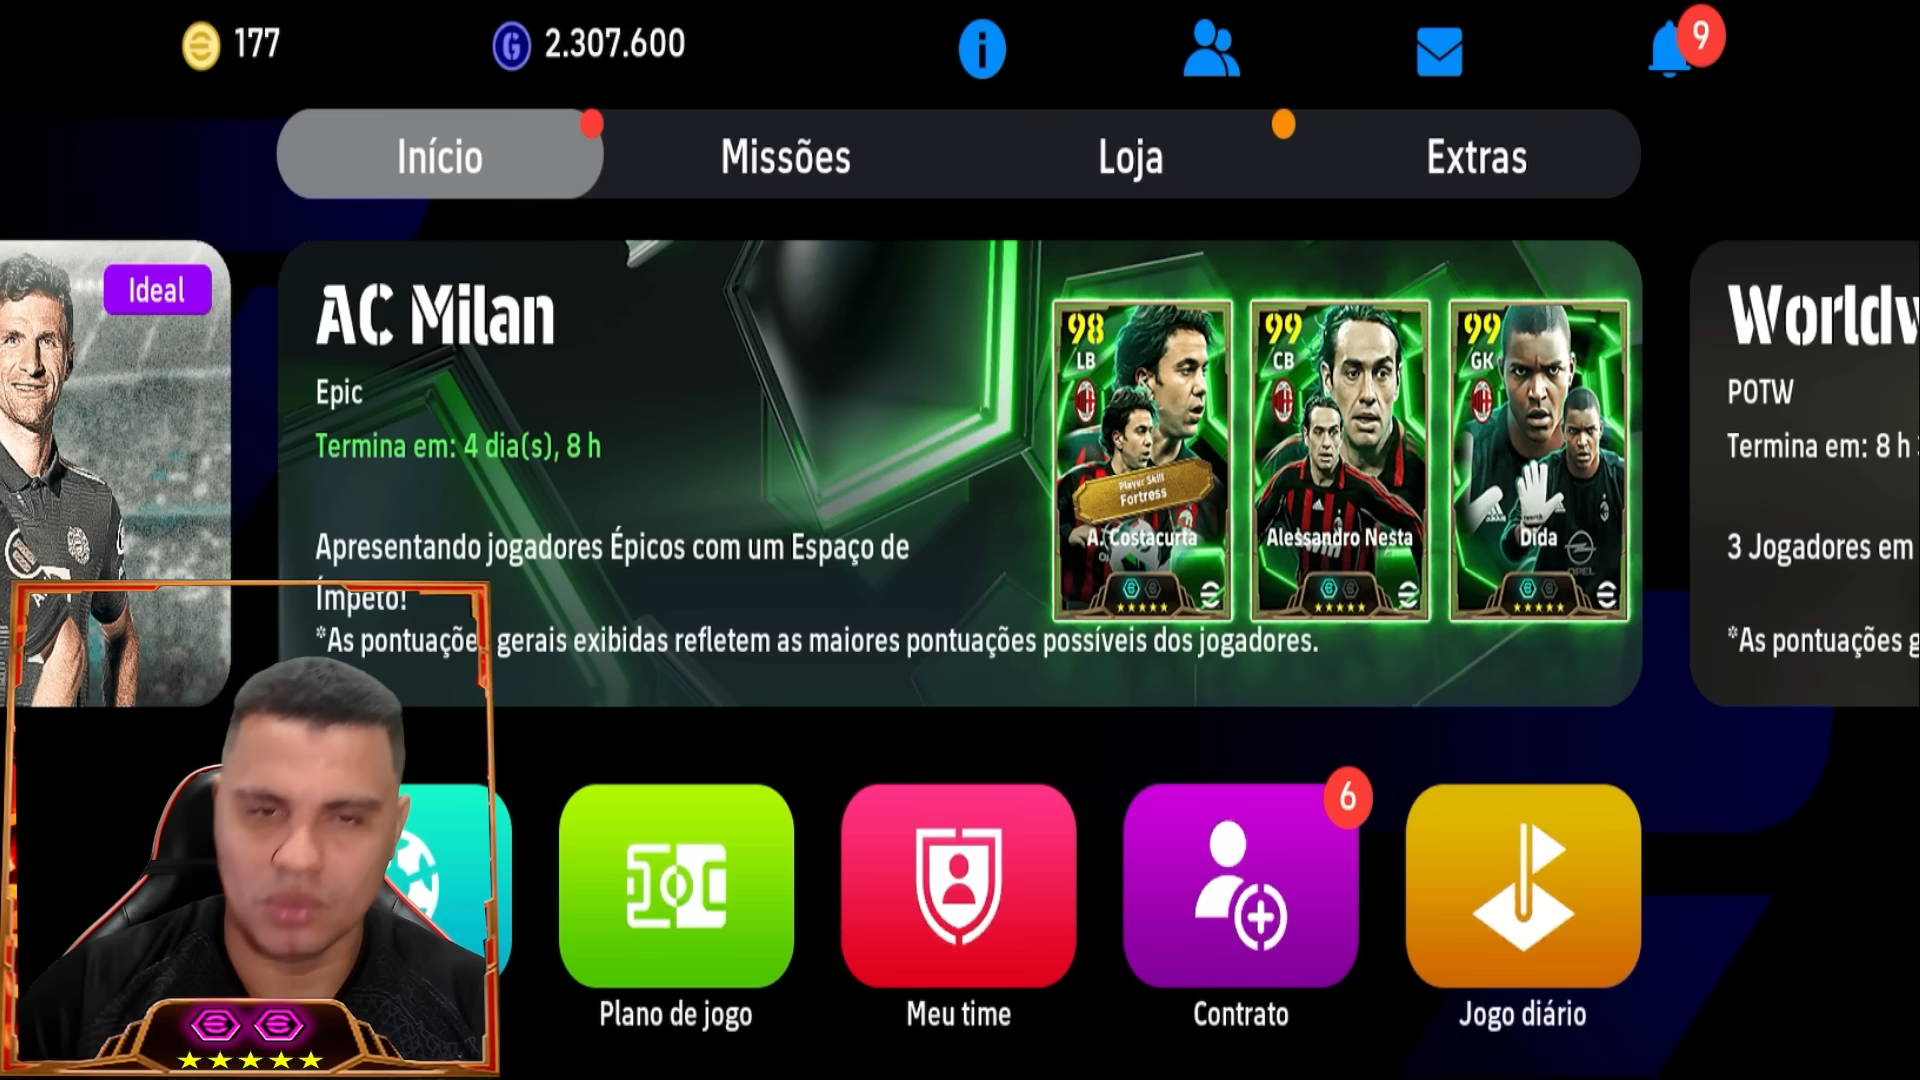 177
2.307.600
9
Início
Missões
Loja
Extras
Ideal
AC Milan
Epic
Termina em: 4 dia(s), 8 h
Apresentando jogadores Épicos com um Espaço de
Ímpeto!
*As pontuaçõe gerais exibidas refletem as maiores pontuações possíveis dos jogadores.
98
LB
Player Skill
Fortress
A. Costacurta
99
CB
Alessandro Nesta
99
GK
Dida
OPEL
Worldw
POTW
Termina em: 8 h
3 Jogadores em
*As pontuações g
6
Plano de jogo
Meu time
Contrato
Jogo diário